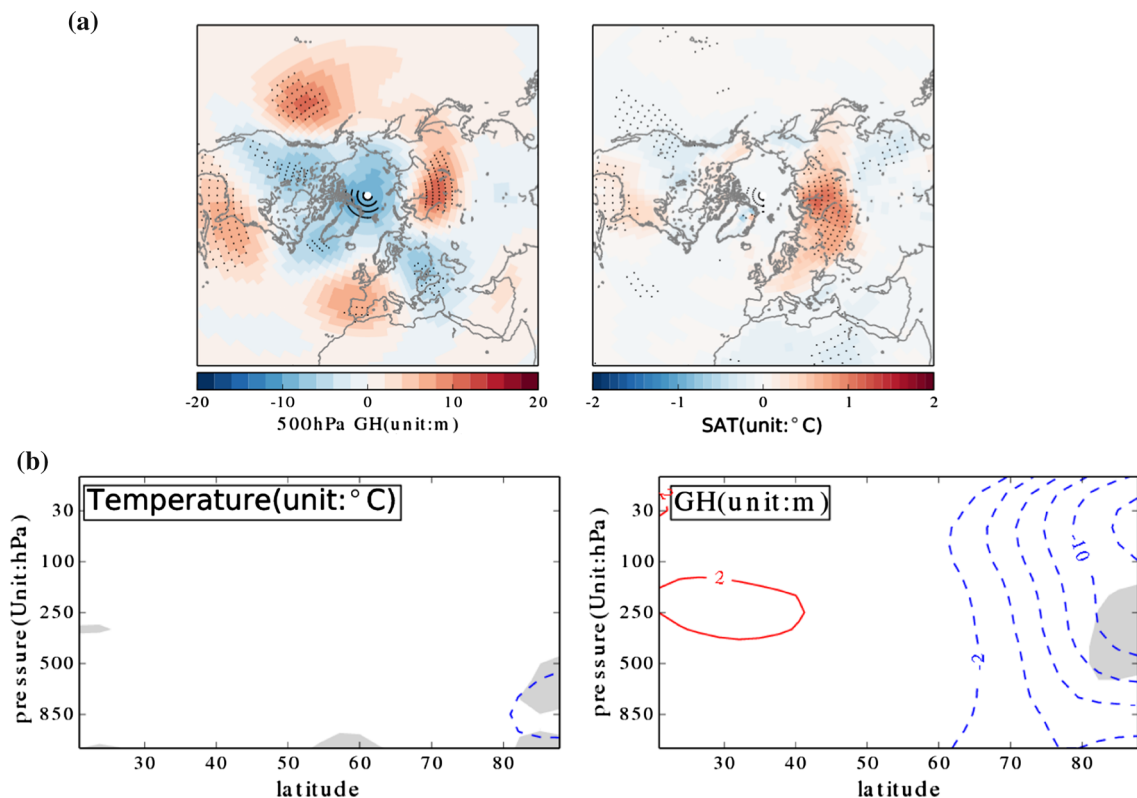 (a)
-20 -10 0 10 20
500hPa GH(unit:m)
-2 -1 0 1 2
SAT(unit:°C)
(b)
Temperature(unit:°C)
pressure(Unit:hPa)
30
100
250
500
850
30 40 50 60 70 80
latitude
GH(unit:m)
pressure(Unit:hPa)
30
100
250
500
850
2
-2
-10
30 40 50 60 70 80
latitude